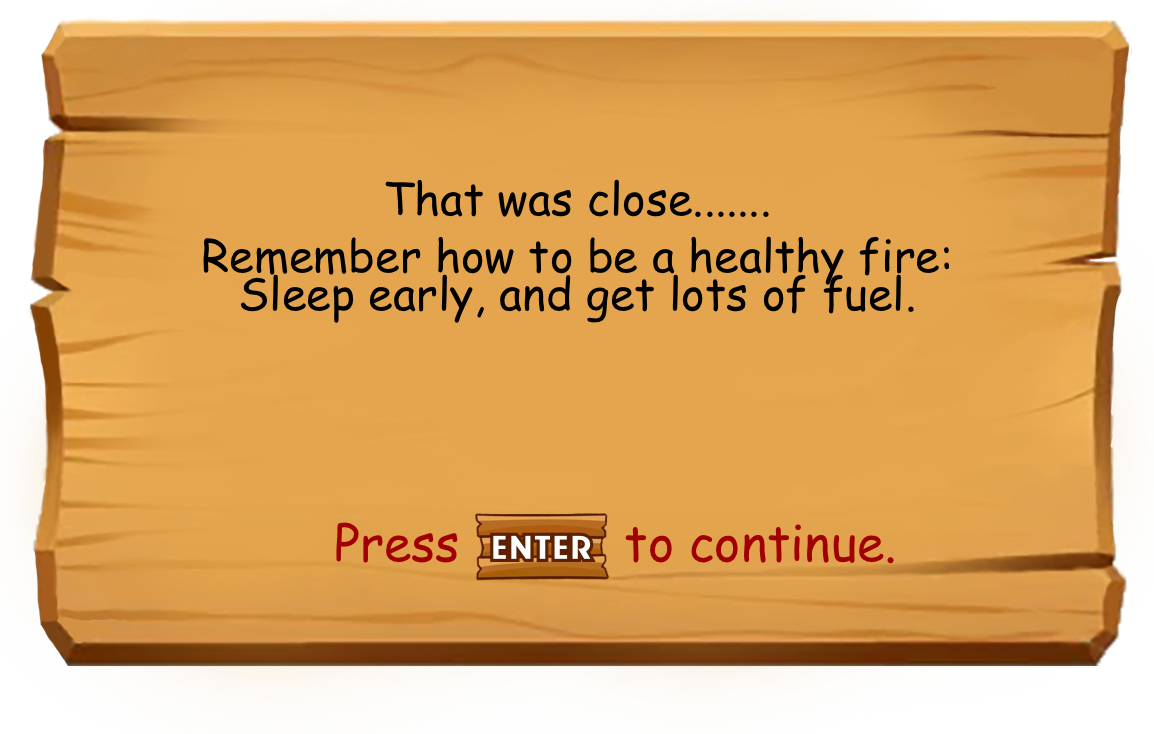 That was close.......
Remember how to be a healthy fire:
Sleep early, and get lots of fuel.
Press ENTER to continue.